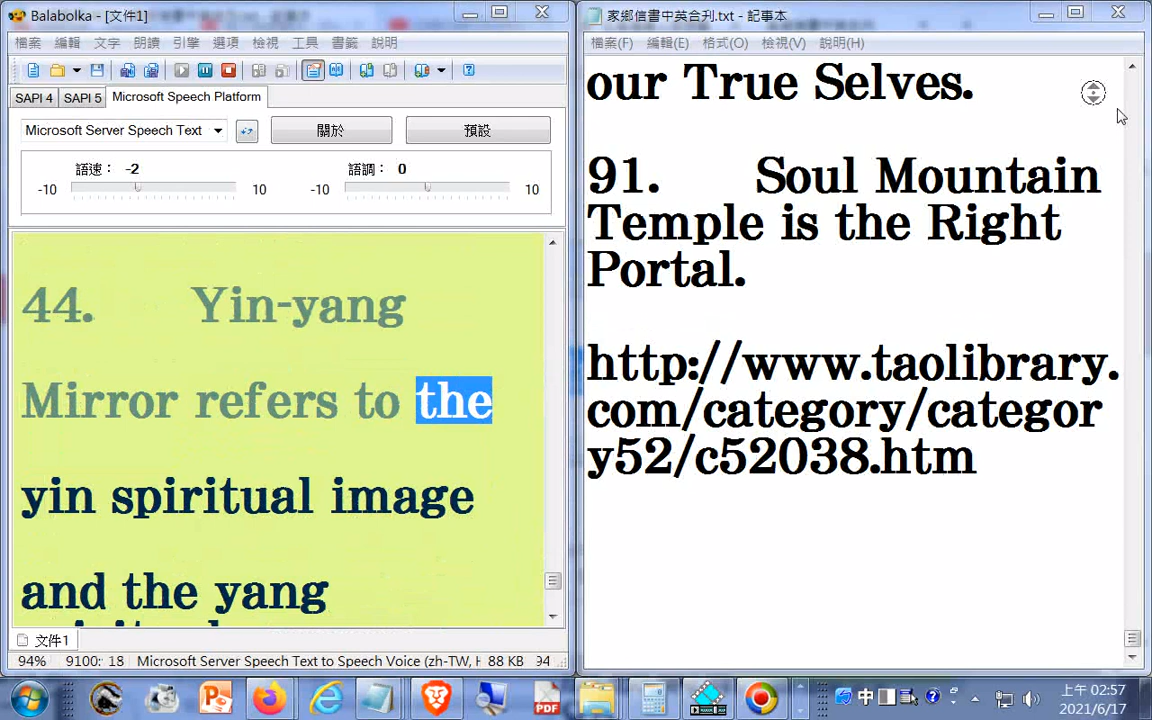 Balabolka - [文件1]
檔案 編輯 文字 朗讀 引擎 選項 檢視 工具 書籤 說明
SAPI 4 SAPI 5 Microsoft Speech Platform
Microsoft Server Speech Text 關於 預設
語速： -2 語調： 0
-10 10 -10 10
44. Yin-yang
Mirror refers to the
yin spiritual image
and the yang
文件1
94% 9100: 18 Microsoft Server Speech Text to Speech Voice (zh-TW, H 88 KB 94
家鄉信書中英合刋.txt - 記事本
檔案(F) 編輯(E) 格式(O) 檢視(V) 說明(H)
our True Selves.
91. Soul Mountain
Temple is the Right
Portal.
http://www.taolibrary.
com/category/categor
y52/c52038.htm
中
上午 02:57
2021/6/17